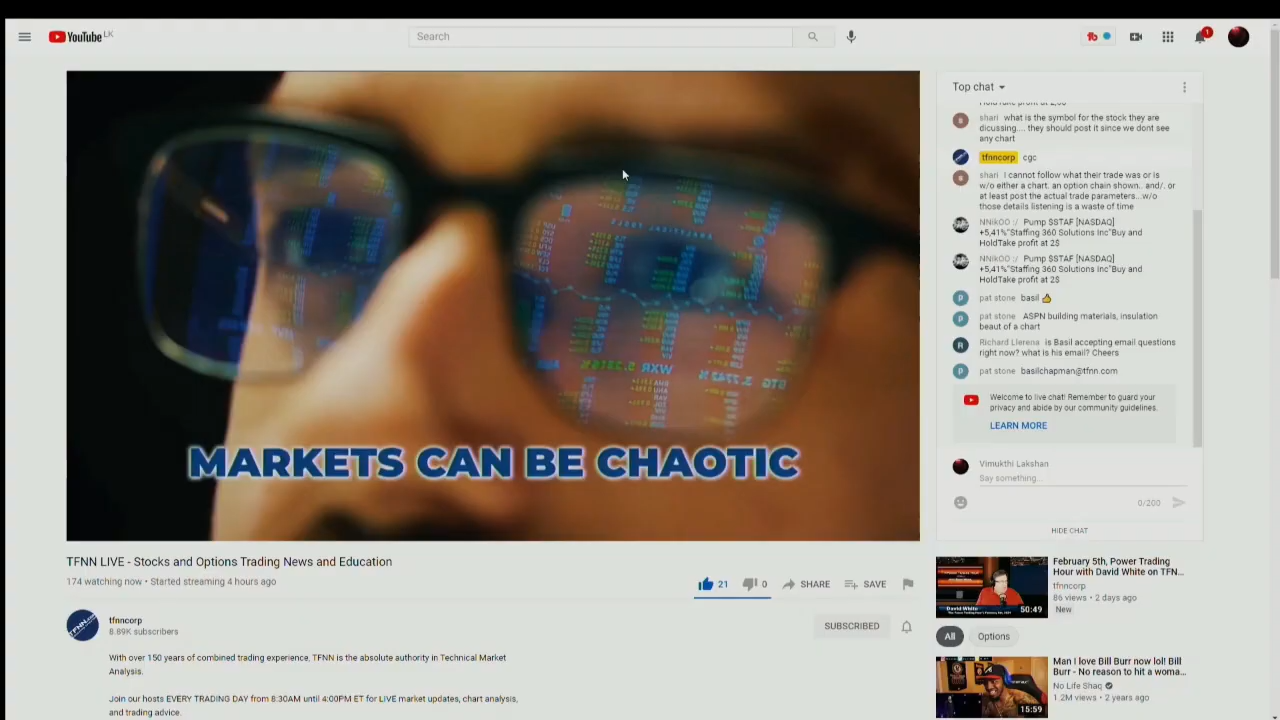 YouTube LK
Search
1
MARKETS CAN BE CHAOTIC
WXR
TFNN LIVE - Stocks and Options Trading News and Education
174 watching now • Started streaming 4 hours ago
21
0
SHARE
SAVE
tfnncorp
8.89K subscribers
SUBSCRIBED
With over 150 years of combined trading experience, TFNN is the absolute authority in Technical Market
Analysis.
Join our hosts EVERY TRADING DAY from 8:30AM until 4:00PM ET for LIVE market updates, chart analysis,
and trading advice.
Top chat
shari what is the symbol for the stock they are
dicussing.... they should post it since we dont see
any chart
tfnncorp cgc
shari I cannot follow what their trade was or is
w/o either a chart. an option chain shown.. and/. or
at least post the actual trade parameters...w/o
those details listening is a waste of time
NNikOO :/ Pump $STAF [NASDAQ]
+5,41%"Staffing 360 Solutions Inc"Buy and
HoldTake profit at 2$
NNikOO :/ Pump $STAF [NASDAQ]
+5,41%"Staffing 360 Solutions Inc"Buy and
HoldTake profit at 2$
pat stone basil 👍
pat stone ASPN building materials, insulation
beaut of a chart
Richard Llerena is Basil accepting email questions
right now? what is his email? Cheers
pat stone basilchapman@tfnn.com
Welcome to live chat! Remember to guard your
privacy and abide by our community guidelines.
LEARN MORE
Vimukthi Lakshan
Say something...
0/200
HIDE CHAT
David White
50:49
February 5th, Power Trading
Hour with David White on TFN...
tfnncorp.
86 views • 2 days ago
New
All
Options
15:59
Man I love Bill Burr now lol! Bill
Burr - No reason to hit a woma...
No Life Shaq
1.2M views • 2 years ago